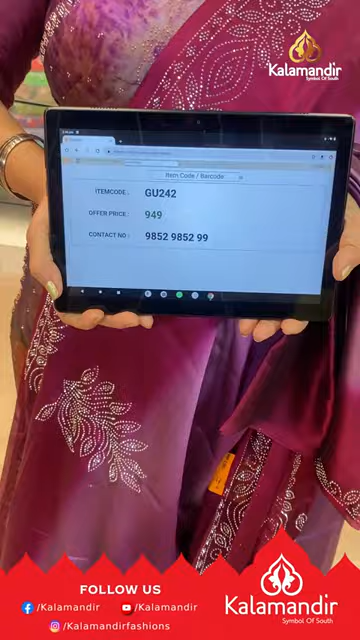 Kalamandir
Symbol Of South
Item Code / Barcode:
ITEMCODE : GU242
OFFER PRICE : 949
CONTACT NO : 9852 9852 99
FOLLOW US
/Kalamandir /Kalamandir
/Kalamandirfashions
Kalamandir
Symbol Of South